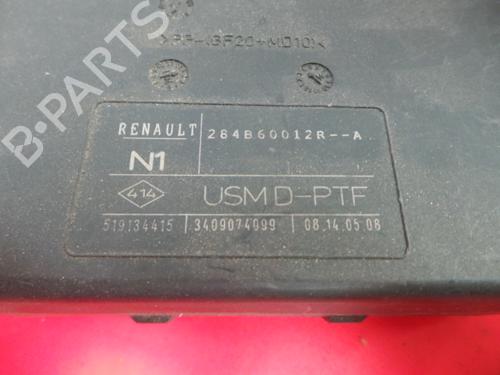 >PP-(GF20+MD10)<
RENAULT 284B60012R--A
N1
414 USM D-PTF
519134415 3409074099 08.14.05.08
B-PARTS